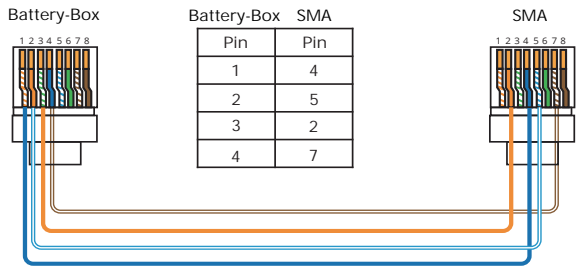 Battery-Box
Battery-Box SMA
SMA
1 2 3 4 5 6 7 8
Pin Pin
1 4
2 5
3 2
4 7
1 2 3 4 5 6 7 8